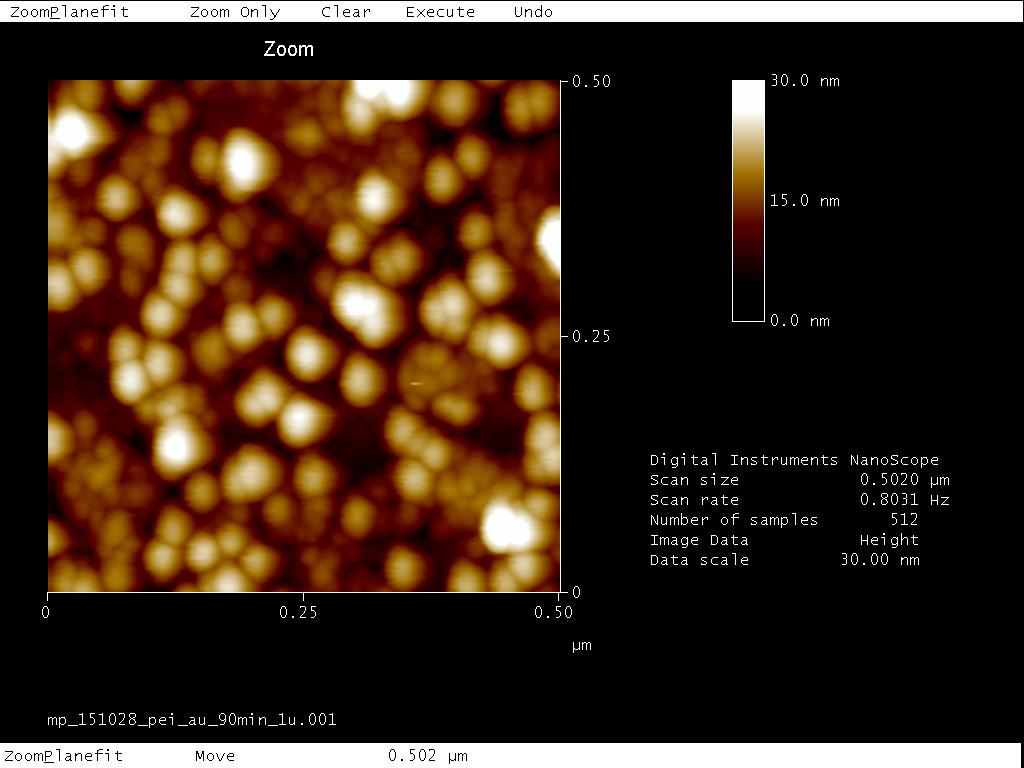 ZoomPlanefit Zoom Only Clear Execute Undo
Zoom
0.50
0.25
0
0 0.25 0.50
µm
30.0 nm
15.0 nm
0.0 nm
Digital Instruments NanoScope
Scan size 0.5020 µm
Scan rate 0.8031 Hz
Number of samples 512
Image Data Height
Data scale 30.00 nm
mp_151028_pei_au_90min_1u.001
ZoomPlanefit Move 0.502 µm